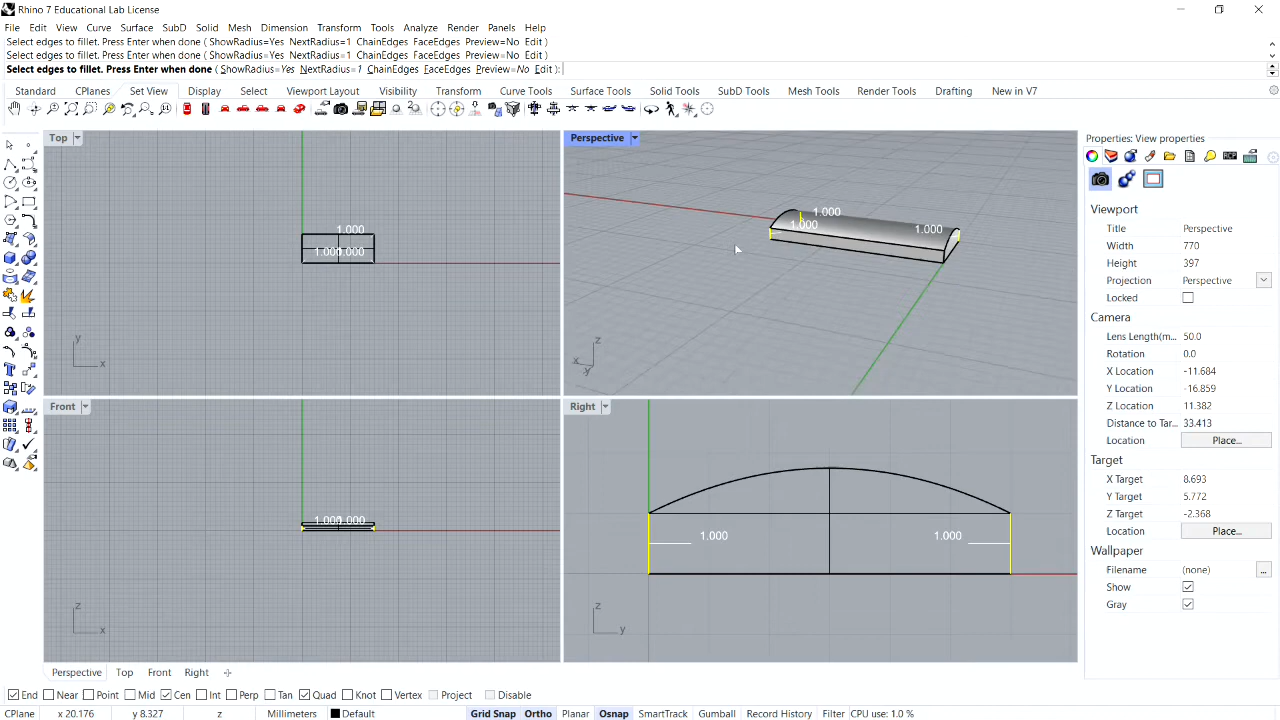 Rhino 7 Educational Lab License
File Edit View Curve Surface SubD Solid Mesh Dimension Transform Tools Analyze Render Panels Help
Select edges to fillet. Press Enter when done ( ShowRadius=Yes NextRadius=1 ChainEdges FaceEdges Preview=No Edit ):
Select edges to fillet. Press Enter when done ( ShowRadius=Yes NextRadius=1 ChainEdges FaceEdges Preview=No Edit ):
Select edges to fillet. Press Enter when done ( ShowRadius=Yes NextRadius=1 ChainEdges FaceEdges Preview=No Edit ):
Standard CPlanes Set View Display Select Viewport Layout Visibility Transform Curve Tools Surface Tools Solid Tools SubD Tools Mesh Tools Render Tools Drafting New in V7
Top
y
x
1.000
1.000
Perspective
z
x
y
1.000
1.000
1.000
Front
z
x
Right
z
y
1.000
1.000
Properties: View properties
Viewport
Title Perspective
Width 770
Height 397
Projection Perspective
Locked
Camera
Lens Length(m... 50.0
Rotation 0.0
X Location -11.684
Y Location -16.859
Z Location 11.382
Distance to Tar... 33.413
Location Place...
Target
X Target 8.693
Y Target 5.772
Z Target -2.368
Location Place...
Wallpaper
Filename (none) ...
Show
Gray
Perspective Top Front Right
End Near Point Mid Cen Int Perp Tan Quad Knot Vertex Project Disable
CPlane x 20.176 y 8.327 z Millimeters Default Grid Snap Ortho Planar Osnap SmartTrack Gumball Record History Filter CPU use: 1.0 %